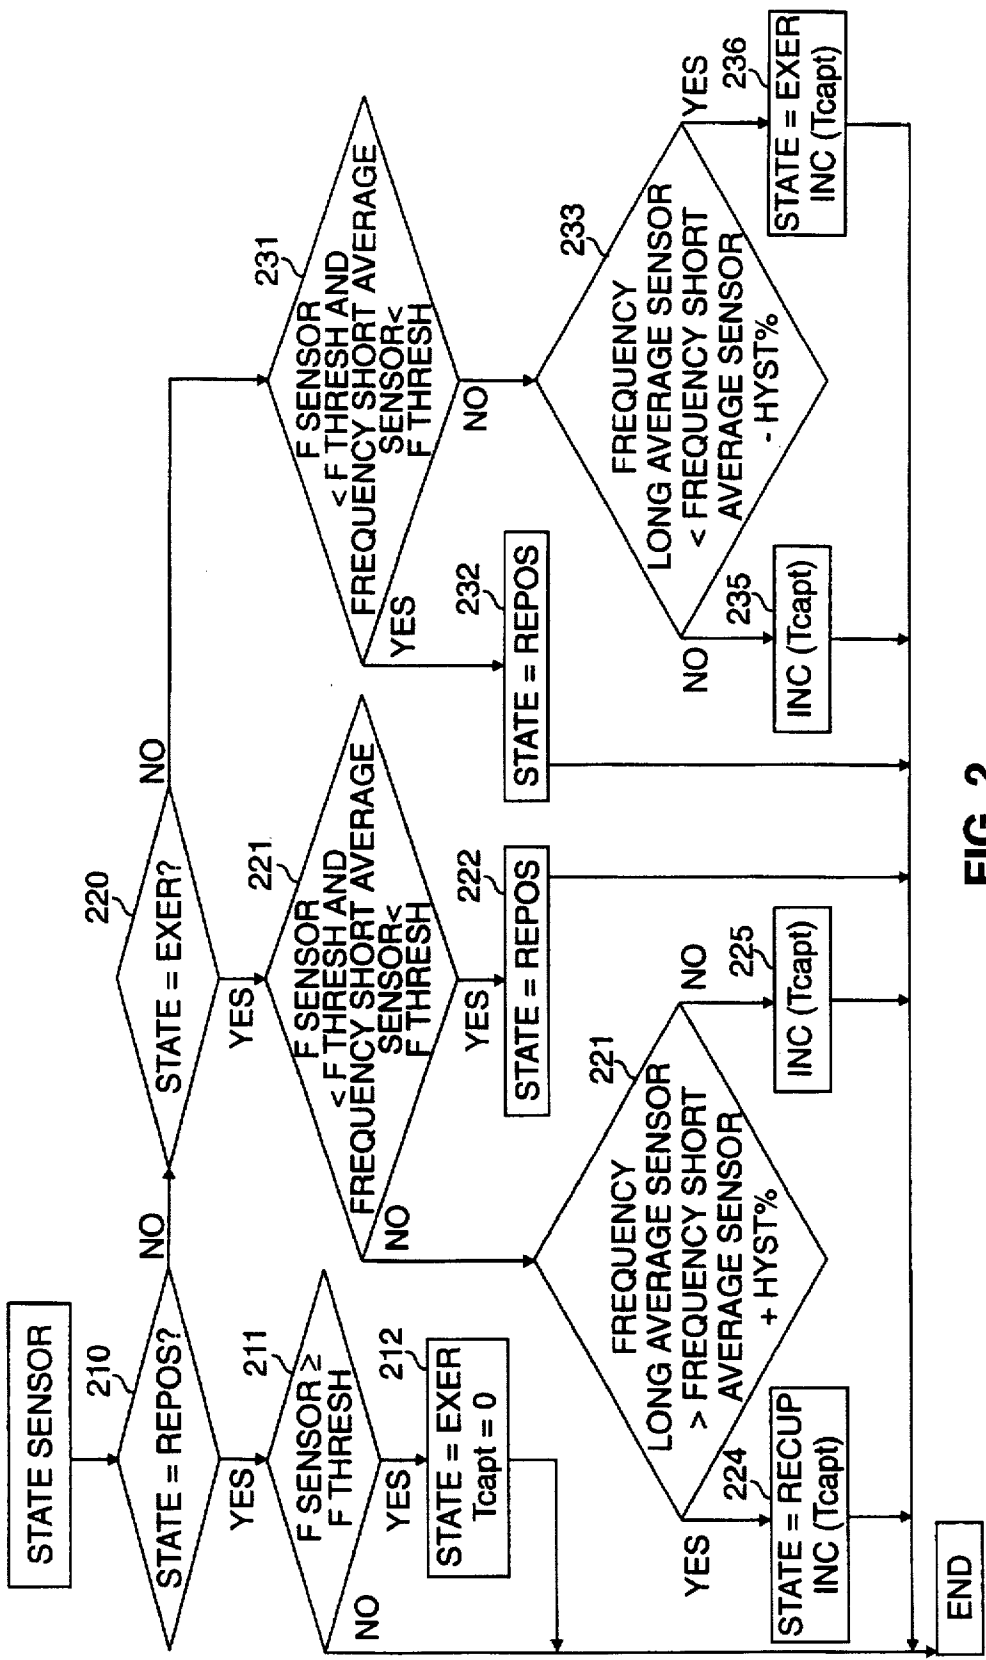 STATE SENSOR
210
STATE = REPOS?
NO
YES
211
F SENSOR ≥
F THRESH
NO
YES
212
STATE = EXER
Tcapt = 0
220
STATE = EXER?
NO
YES
221
F SENSOR
< F THRESH AND
FREQUENCY SHORT AVERAGE
SENSOR<
F THRESH
NO
YES
222
STATE = REPOS
221
FREQUENCY
LONG AVERAGE SENSOR
> FREQUENCY SHORT
AVERAGE SENSOR
+ HYST%
YES
NO
224
STATE = RECUP
INC (Tcapt)
225
INC (Tcapt)
231
F SENSOR
< F THRESH AND
FREQUENCY SHORT AVERAGE
SENSOR<
F THRESH
YES
NO
232
STATE = REPOS
233
FREQUENCY
LONG AVERAGE SENSOR
< FREQUENCY SHORT
AVERAGE SENSOR
- HYST%
NO
YES
235
INC (Tcapt)
236
STATE = EXER
INC (Tcapt)
END
FIG. 2